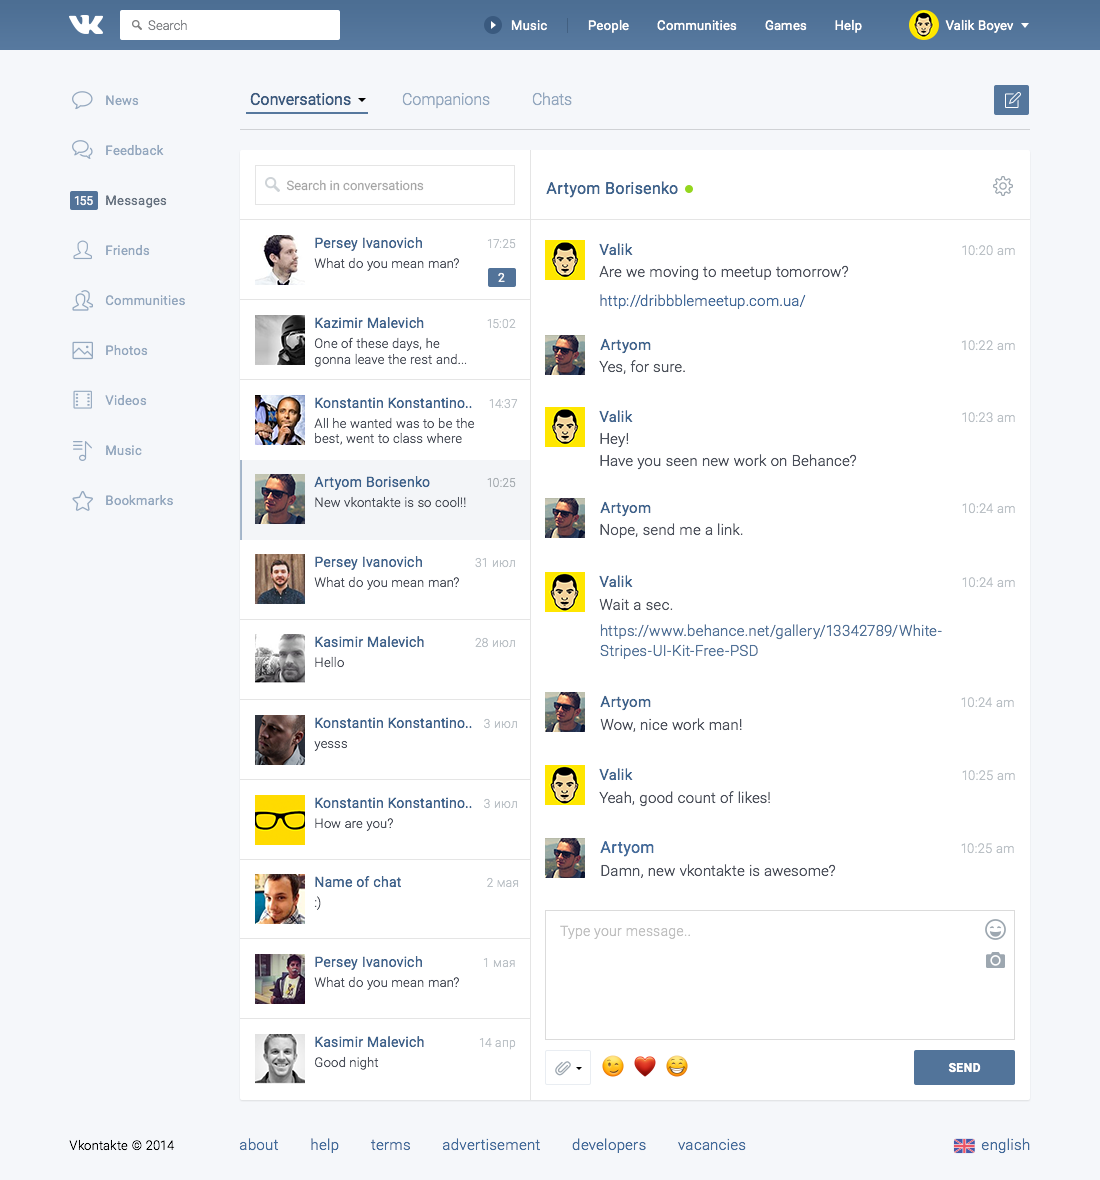 Search
Music
People
Communities
Games
Help
Valik Boyev
News
Feedback
155 Messages
Friends
Communities
Photos
Videos
Music
Bookmarks
Conversations
Companions
Chats
Search in conversations
Persey Ivanovich
17:25
What do you mean man?
2
Kazimir Malevich
15:02
One of these days, he
gonna leave the rest and...
Konstantin Konstantino..
14:37
All he wanted was to be the
best, went to class where
Artyom Borisenko
10:25
New vkontakte is so cool!!
Persey Ivanovich
31 июл
What do you mean man?
Kasimir Malevich
28 июл
Hello
Konstantin Konstantino..
3 июл
yesss
Konstantin Konstantino..
3 июл
How are you?
Name of chat
2 мая
:)
Persey Ivanovich
1 мая
What do you mean man?
Kasimir Malevich
14 апр
Good night
Artyom Borisenko
Valik
10:20 am
Are we moving to meetup tomorrow?
http://dribbblemeetup.com.ua/
Artyom
10:22 am
Yes, for sure.
Valik
10:23 am
Hey!
Have you seen new work on Behance?
Artyom
10:24 am
Nope, send me a link.
Valik
10:24 am
Wait a sec.
https://www.behance.net/gallery/13342789/White-
Stripes-UI-Kit-Free-PSD
Artyom
10:24 am
Wow, nice work man!
Valik
10:25 am
Yeah, good count of likes!
Artyom
10:25 am
Damn, new vkontakte is awesome?
Type your message..
SEND
Vkontakte © 2014
about
help
terms
advertisement
developers
vacancies
english